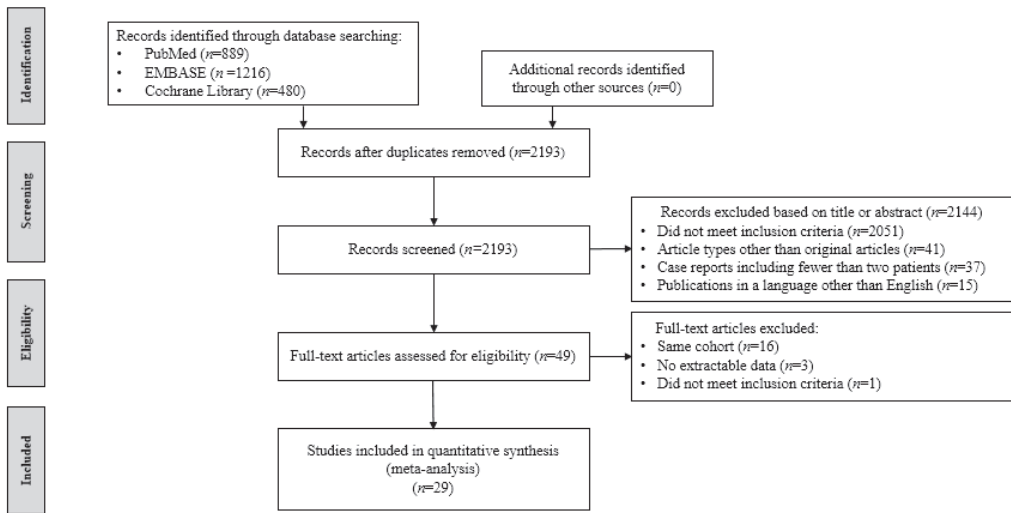 Identification
Records identified through database searching:
• PubMed (n=889)
• EMBASE (n =1216)
• Cochrane Library (n=480)
Additional records identified
through other sources (n=0)
Screening
Records after duplicates removed (n=2193)
Records screened (n=2193)
Records excluded based on title or abstract (n=2144)
• Did not meet inclusion criteria (n=2051)
• Article types other than original articles (n=41)
• Case reports including fewer than two patients (n=37)
• Publications in a language other than English (n=15)
Eligibility
Full-text articles assessed for eligibility (n=49)
Full-text articles excluded:
• Same cohort (n=16)
• No extractable data (n=3)
• Did not meet inclusion criteria (n=1)
Included
Studies included in quantitative synthesis
(meta-analysis)
(n=29)